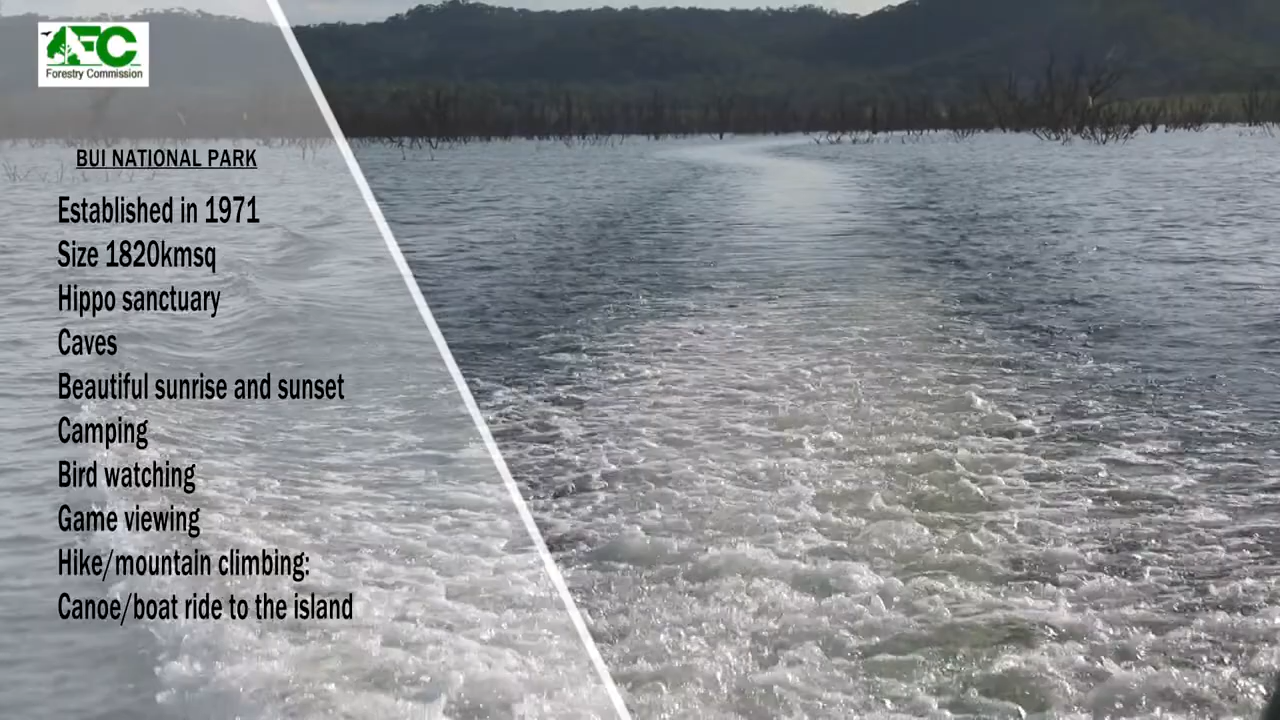 FC
Forestry Commission
BUI NATIONAL PARK
Established in 1971
Size 1820kmsq
Hippo sanctuary
Caves
Beautiful sunrise and sunset
Camping
Bird watching
Game viewing
Hike/mountain climbing:
Canoe/boat ride to the island